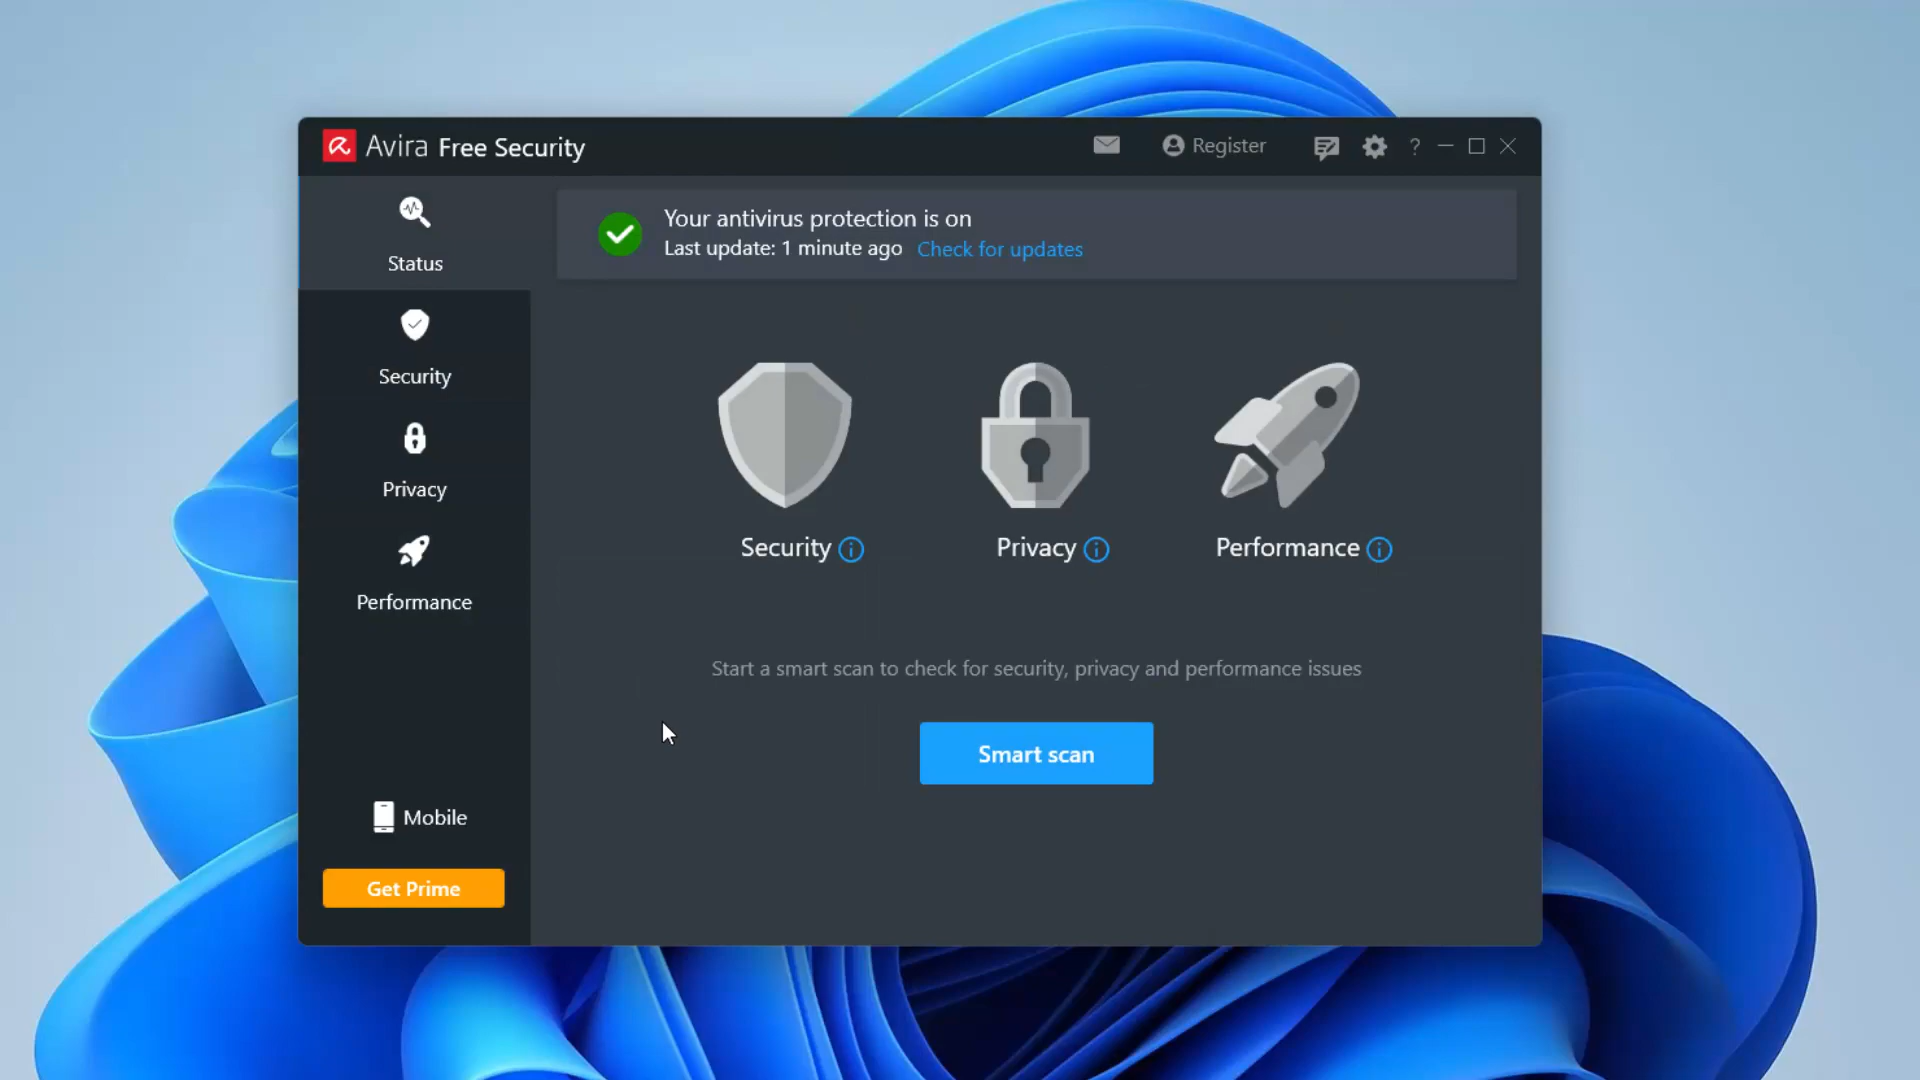 Avira Free Security
Register
?
Status
Security
Privacy
Performance
Mobile
Get Prime
Your antivirus protection is on
Last update: 1 minute ago Check for updates
Security
Privacy
Performance
Start a smart scan to check for security, privacy and performance issues
Smart scan